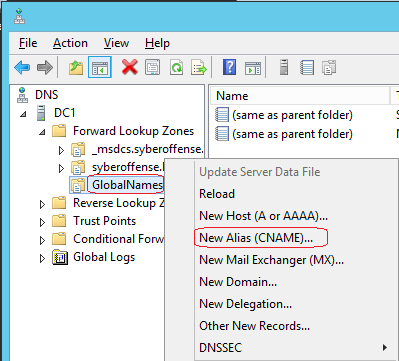 File Action View Help
DNS
DC1
Forward Lookup Zones
_msdcs.syberoffense.
syberoffense.l
GlobalNames
Reverse Lookup Z
Trust Points
Conditional Forw
Global Logs
Name
(same as parent folder)
(same as parent folder)
Update Server Data File
Reload
New Host (A or AAAA)...
New Alias (CNAME)...
New Mail Exchanger (MX)...
New Domain...
New Delegation...
Other New Records...
DNSSEC